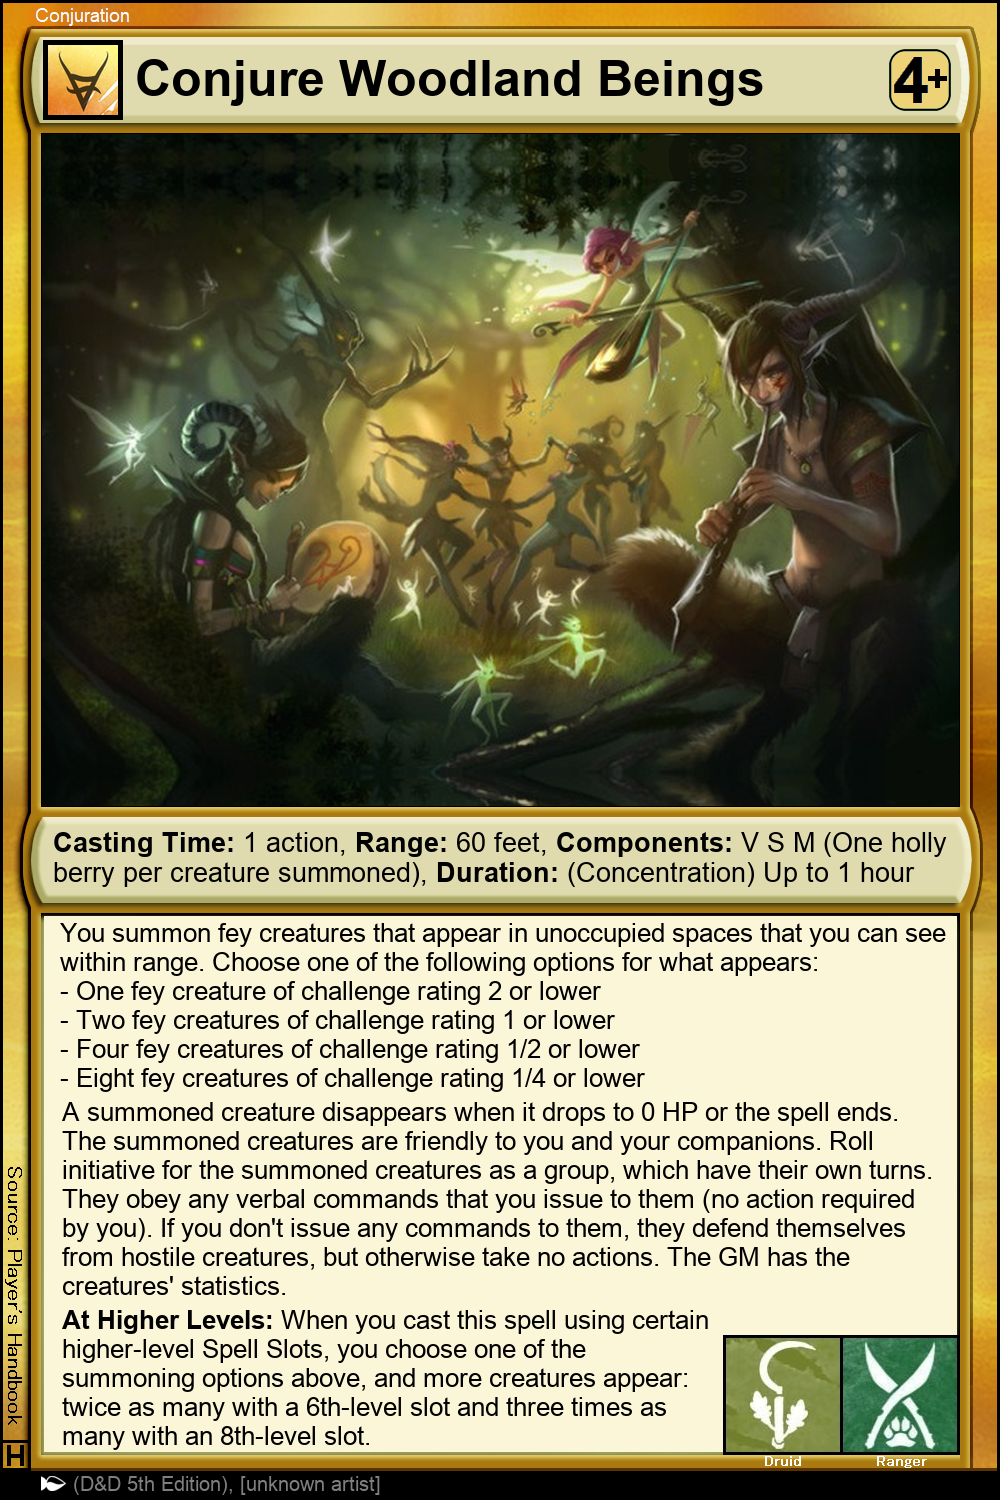 Conjuration
Conjure Woodland Beings
4+
Casting Time: 1 action, Range: 60 feet, Components: V S M (One holly
berry per creature summoned), Duration: (Concentration) Up to 1 hour
You summon fey creatures that appear in unoccupied spaces that you can see
within range. Choose one of the following options for what appears:
- One fey creature of challenge rating 2 or lower
- Two fey creatures of challenge rating 1 or lower
- Four fey creatures of challenge rating 1/2 or lower
- Eight fey creatures of challenge rating 1/4 or lower
A summoned creature disappears when it drops to 0 HP or the spell ends.
The summoned creatures are friendly to you and your companions. Roll
initiative for the summoned creatures as a group, which have their own turns.
They obey any verbal commands that you issue to them (no action required
by you). If you don't issue any commands to them, they defend themselves
from hostile creatures, but otherwise take no actions. The GM has the
creatures' statistics.
At Higher Levels: When you cast this spell using certain
higher-level Spell Slots, you choose one of the
summoning options above, and more creatures appear:
twice as many with a 6th-level slot and three times as
many with an 8th-level slot.
Druid
Ranger
Source: Player's Handbook
H
(D&D 5th Edition), [unknown artist]